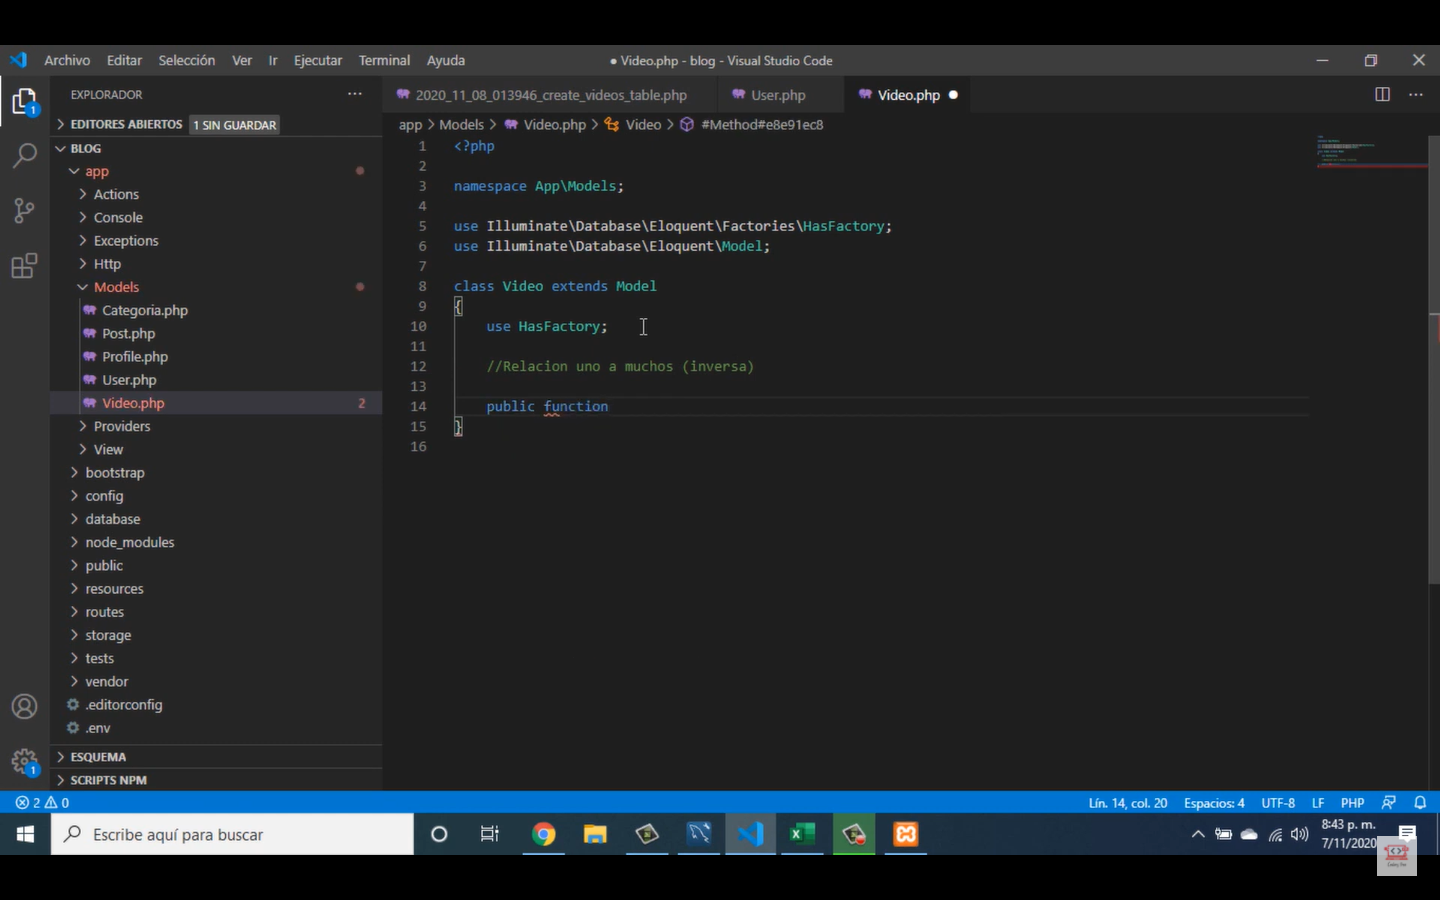 Archivo Editar Selección Ver Ir Ejecutar Terminal Ayuda
● Video.php - blog - Visual Studio Code
EXPLORADOR ···
EDITORES ABIERTOS 1 SIN GUARDAR
BLOG
app
Actions
Console
Exceptions
Http
Models
Categoria.php
Post.php
Profile.php
User.php
Video.php 2
Providers
View
bootstrap
config
database
node_modules
public
resources
routes
storage
tests
vendor
.editorconfig
.env
ESQUEMA
SCRIPTS NPM
1
1
2020_11_08_013946_create_videos_table.php User.php Video.php ●
app > Models > Video.php > Video > #Method#e8e91ec8
1 <?php
2
3 namespace App\Models;
4
5 use Illuminate\Database\Eloquent\Factories\HasFactory;
6 use Illuminate\Database\Eloquent\Model;
7
8 class Video extends Model
9 {
10 use HasFactory;
11
12 //Relacion uno a muchos (inversa)
13
14 public function
15 }
16
2 0 Lín. 14, col. 20 Espacios: 4 UTF-8 LF PHP
Escribe aquí para buscar
8:43 p. m.
7/11/2020